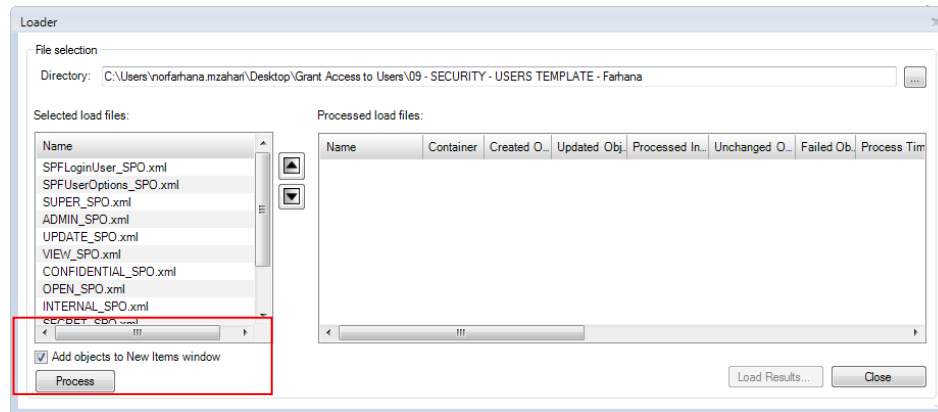 Loader
File selection
Directory: C:\Users\norfarhana.mzahari\Desktop\Grant Access to Users\09 - SECURITY - USERS TEMPLATE - Farhana ...
Selected load files: Processed load files:
Name Name Container Created O... Updated Obj... Processed In... Unchanged O... Failed Ob... Process Tim
SPFLoginUser_SPO.xml
SPFUserOptions_SPO.xml
SUPER_SPO.xml
ADMIN_SPO.xml
UPDATE_SPO.xml
VIEW_SPO.xml
CONFIDENTIAL_SPO.xml
OPEN_SPO.xml
INTERNAL_SPO.xml
SECRET_SPO.xml
Add objects to New Items window
Process Load Results... Close